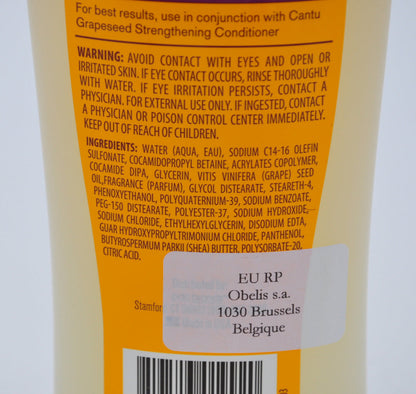 For best results, use in conjunction with Cantu
Grapeseed Strengthening Conditioner
WARNING: AVOID CONTACT WITH EYES AND OPEN OR
IRRITATED SKIN. IF EYE CONTACT OCCURS, RINSE THOROUGHLY
WITH WATER. IF EYE IRRITATION PERSISTS, CONTACT A
PHYSICIAN. FOR EXTERNAL USE ONLY. IF INGESTED, CONTACT
A PHYSICIAN OR POISON CONTROL CENTER IMMEDIATELY.
KEEP OUT OF REACH OF CHILDREN.
INGREDIENTS: WATER (AQUA, EAU), SODIUM C14-16 OLEFIN
SULFONATE, COCAMIDOPROPYL BETAINE, ACRYLATES COPOLYMER,
COCAMIDE DIPA, GLYCERIN, VITIS VINIFERA (GRAPE) SEED
OIL,FRAGRANCE (PARFUM), GLYCOL DISTEARATE, STEARETH-4,
PHENOXYETHANOL, POLYQUATERNIUM-39, SODIUM BENZOATE,
PEG-150 DISTEARATE, POLYESTER-37, SODIUM HYDROXIDE,
SODIUM CHLORIDE, ETHYLHEXYLGLYCERIN, DISODIUM EDTA,
GUAR HYDROXYPROPYLTRIMONIUM CHLORIDE, PANTHENOL,
BUTYROSPERMUM PARKII (SHEA) BUTTER, POLYSORBATE-20,
CITRIC ACID.
Stamfor
EU RP
Obelis s.a.
1030 Brussels
Belgique